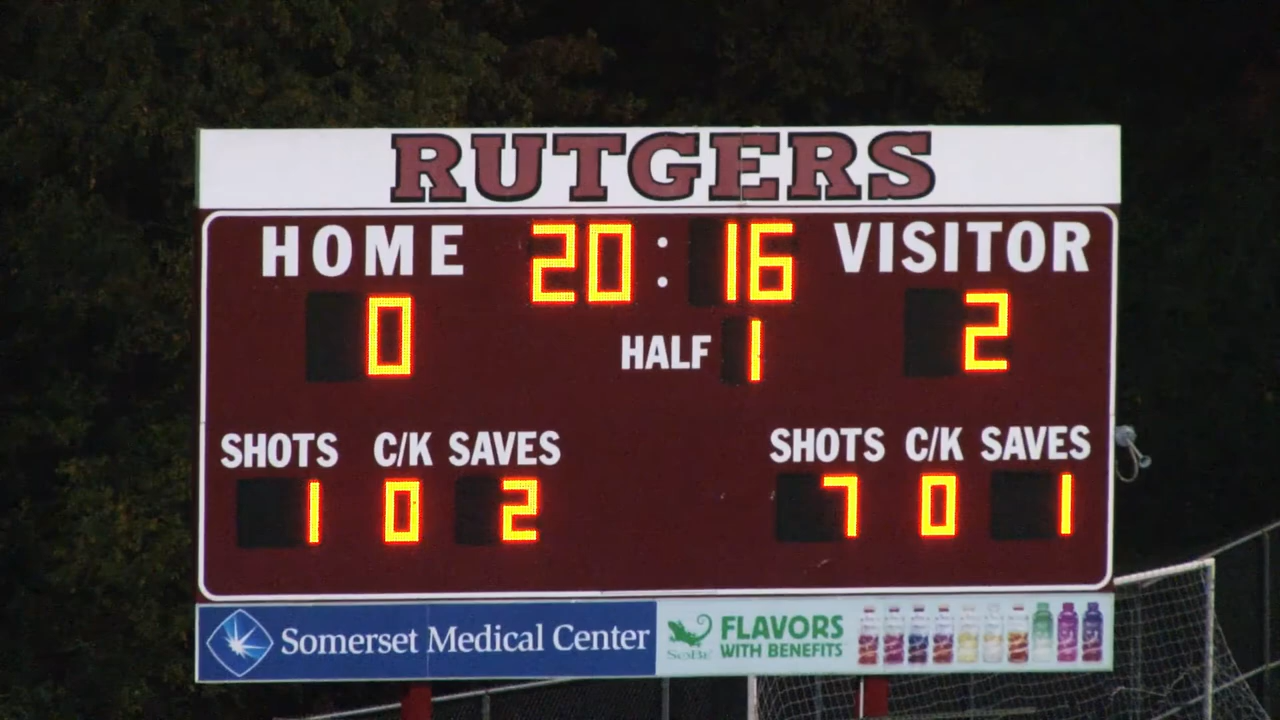 RUTGERS
HOME 20:16 VISITOR
0 HALF 1 2
SHOTS C/K SAVES SHOTS C/K SAVES
1 0 2 7 0 1
Somerset Medical Center
SoBe
FLAVORS
WITH BENEFITS